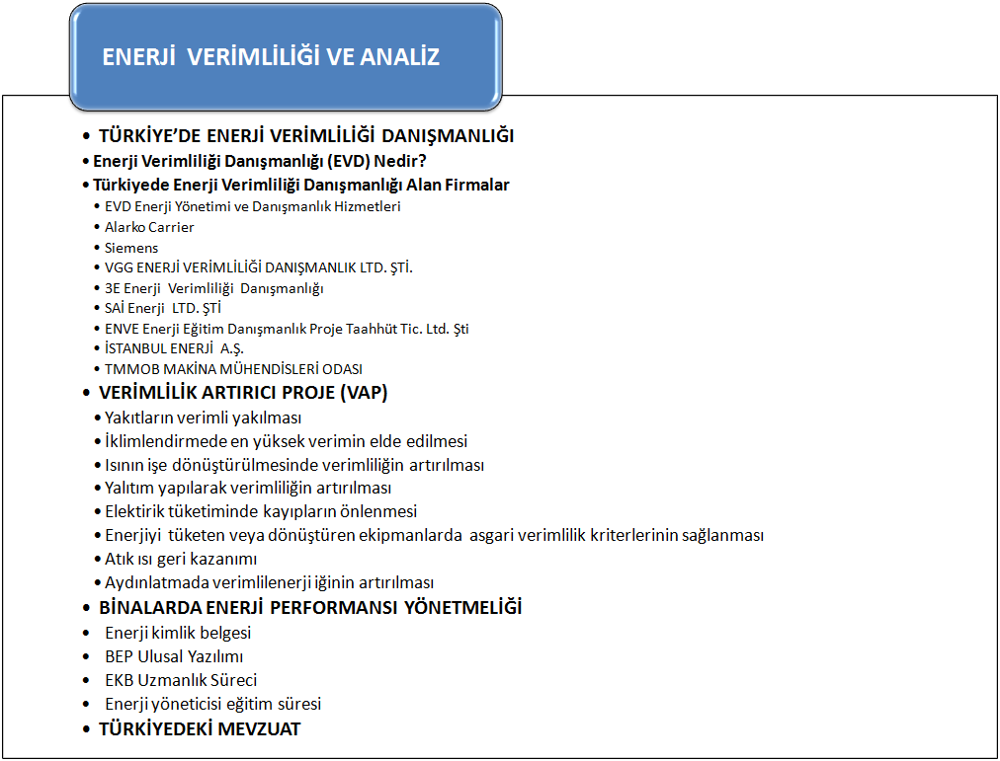 ENERJİ VERİMLİLİĞİ VE ANALİZ
• TÜRKİYE’DE ENERJİ VERİMLİLİĞİ DANIŞMANLIĞI
• Enerji Verimliliği Danışmanlığı (EVD) Nedir?
• Türkiyede Enerji Verimliliği Danışmanlığı Alan Firmalar
• EVD Enerji Yönetimi ve Danışmanlık Hizmetleri
• Alarko Carrier
• Siemens
• VGG ENERJİ VERİMLİLİĞİ DANIŞMANLIK LTD. ŞTİ.
• 3E Enerji Verimliliği Danışmanlığı
• SAİ Enerji LTD. ŞTİ
• ENVE Enerji Eğitim Danışmanlık Proje Taahhüt Tic. Ltd. Şti
• İSTANBUL ENERJİ A.Ş.
• TMMOB MAKİNA MÜHENDİSLERİ ODASI
• VERİMLİLİK ARTIRICI PROJE (VAP)
• Yakıtların verimli yakılması
• İklimlendirmede en yüksek verimin elde edilmesi
• Isının işe dönüştürülmesinde verimliliğin artırılması
• Yalıtım yapılarak verimliliğin artırılması
• Elektirik tüketiminde kayıpların önlenmesi
• Enerjiyi tüketen veya dönüştüren ekipmanlarda asgari verimlilik kriterlerinin sağlanması
• Atık ısı geri kazanımı
• Aydınlatmada verimlilenerji iğinin artırılması
• BİNALARDA ENERJİ PERFORMANSI YÖNETMELİĞİ
• Enerji kimlik belgesi
• BEP Ulusal Yazılımı
• EKB Uzmanlık Süreci
• Enerji yöneticisi eğitim süresi
• TÜRKİYEDEKİ MEVZUAT